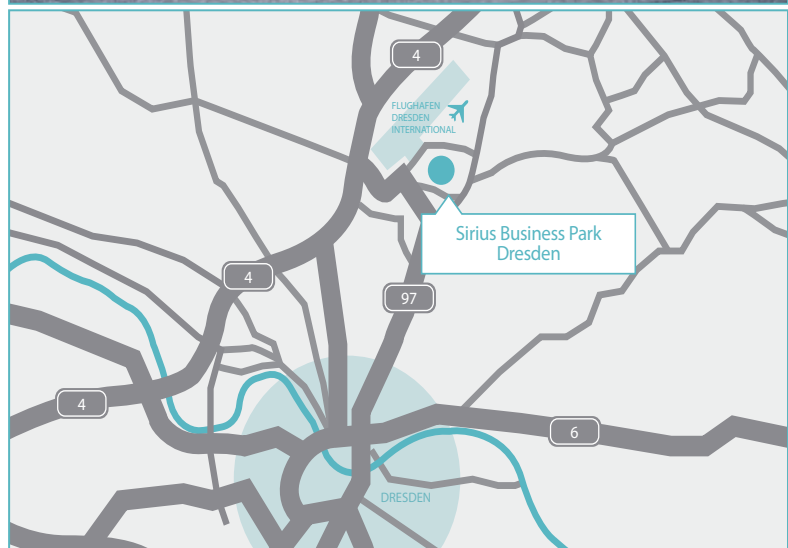 4
FLUGHAFEN
DRESDEN
INTERNATIONAL
Sirius Business Park
Dresden
4
97
4
6
DRESDEN